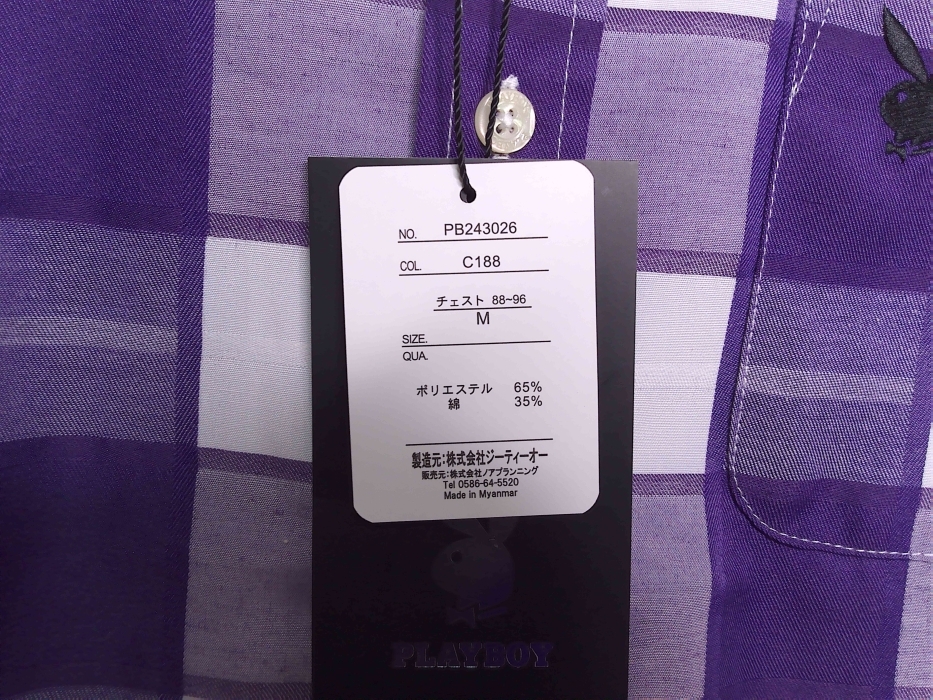 NO. PB243026
COL. C188
チェスト 88~96
M
SIZE.
QUA.
ポリエステル 65%
綿 35%
製造元:株式会社ジーティーオー
販売元:株式会社ノアプランニング
Tel 0586-64-5520
Made in Myanmar
PLAYBOY